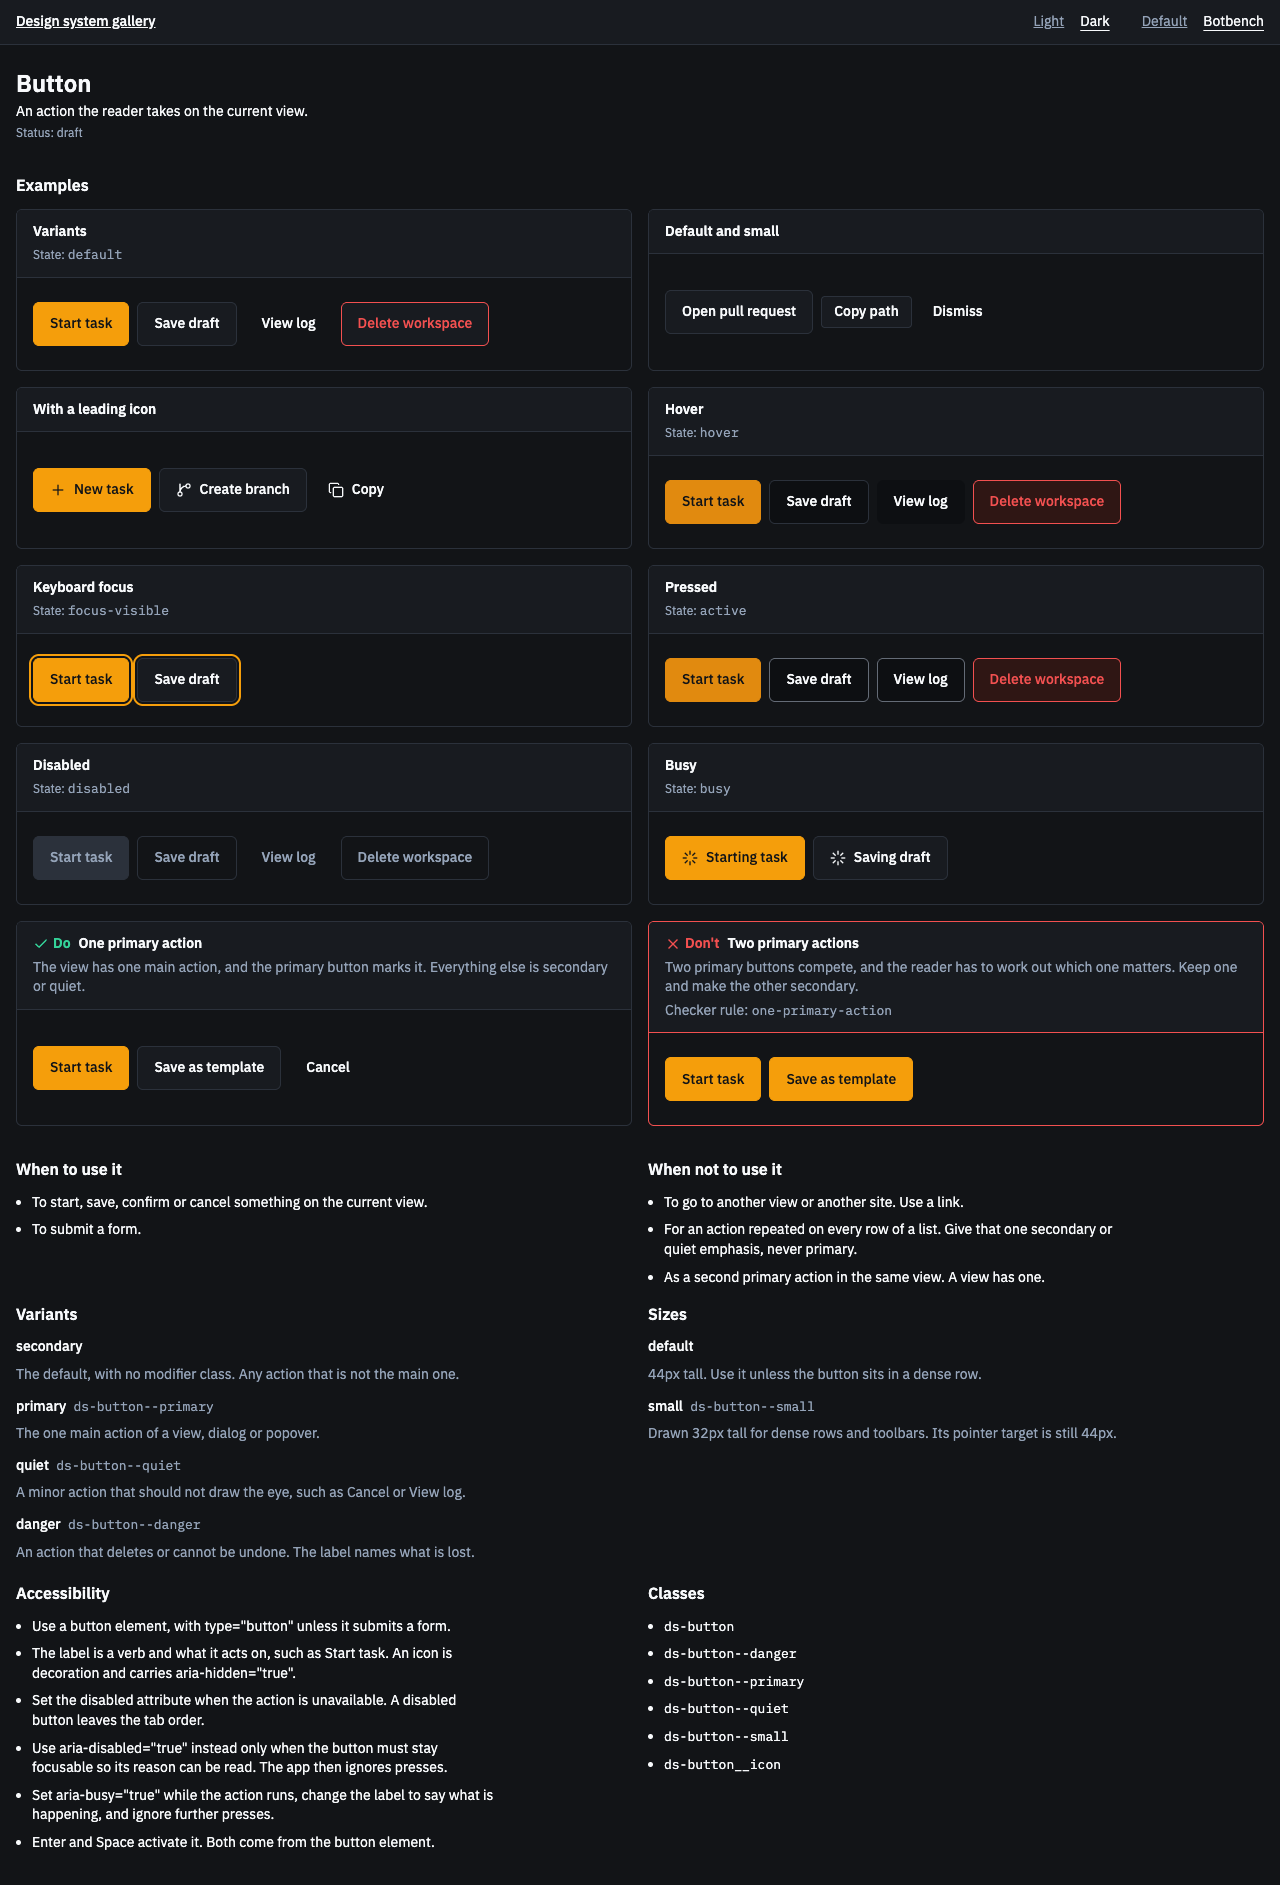 Design system gallery
Light Dark Default Botbench
Button
An action the reader takes on the current view.
Status: draft
Examples
Variants
State: default
Start task Save draft View log Delete workspace
Default and small
Open pull request Copy path Dismiss
With a leading icon
New task Create branch Copy
Hover
State: hover
Start task Save draft View log Delete workspace
Keyboard focus
State: focus-visible
Start task Save draft
Pressed
State: active
Start task Save draft View log Delete workspace
Disabled
State: disabled
Start task Save draft View log Delete workspace
Busy
State: busy
Starting task Saving draft
Do One primary action
The view has one main action, and the primary button marks it. Everything else is secondary
or quiet.
Start task Save as template Cancel
Don't Two primary actions
Two primary buttons compete, and the reader has to work out which one matters. Keep one
and make the other secondary.
Checker rule: one-primary-action
Start task Save as template
When to use it
To start, save, confirm or cancel something on the current view.
To submit a form.
When not to use it
To go to another view or another site. Use a link.
For an action repeated on every row of a list. Give that one secondary or
quiet emphasis, never primary.
As a second primary action in the same view. A view has one.
Variants
secondary
The default, with no modifier class. Any action that is not the main one.
primary ds-button--primary
The one main action of a view, dialog or popover.
quiet ds-button--quiet
A minor action that should not draw the eye, such as Cancel or View log.
danger ds-button--danger
An action that deletes or cannot be undone. The label names what is lost.
Sizes
default
44px tall. Use it unless the button sits in a dense row.
small ds-button--small
Drawn 32px tall for dense rows and toolbars. Its pointer target is still 44px.
Accessibility
Use a button element, with type="button" unless it submits a form.
The label is a verb and what it acts on, such as Start task. An icon is
decoration and carries aria-hidden="true".
Set the disabled attribute when the action is unavailable. A disabled
button leaves the tab order.
Use aria-disabled="true" instead only when the button must stay
focusable so its reason can be read. The app then ignores presses.
Set aria-busy="true" while the action runs, change the label to say what is
happening, and ignore further presses.
Enter and Space activate it. Both come from the button element.
Classes
ds-button
ds-button--danger
ds-button--primary
ds-button--quiet
ds-button--small
ds-button__icon